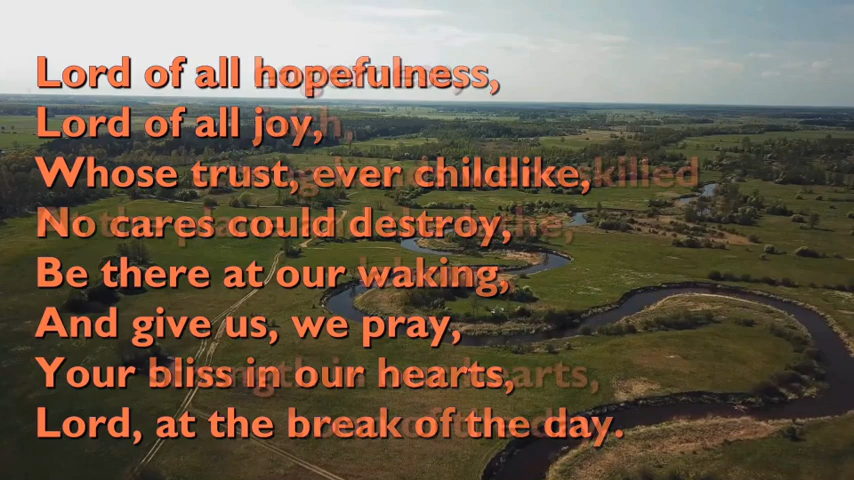 Lord of all hopefulness,
Lord of all joy,
Whose trust, ever childlike,
No cares could destroy,
Be there at our waking,
And give us, we pray,
Your bliss in our hearts,
Lord, at the break of the day.